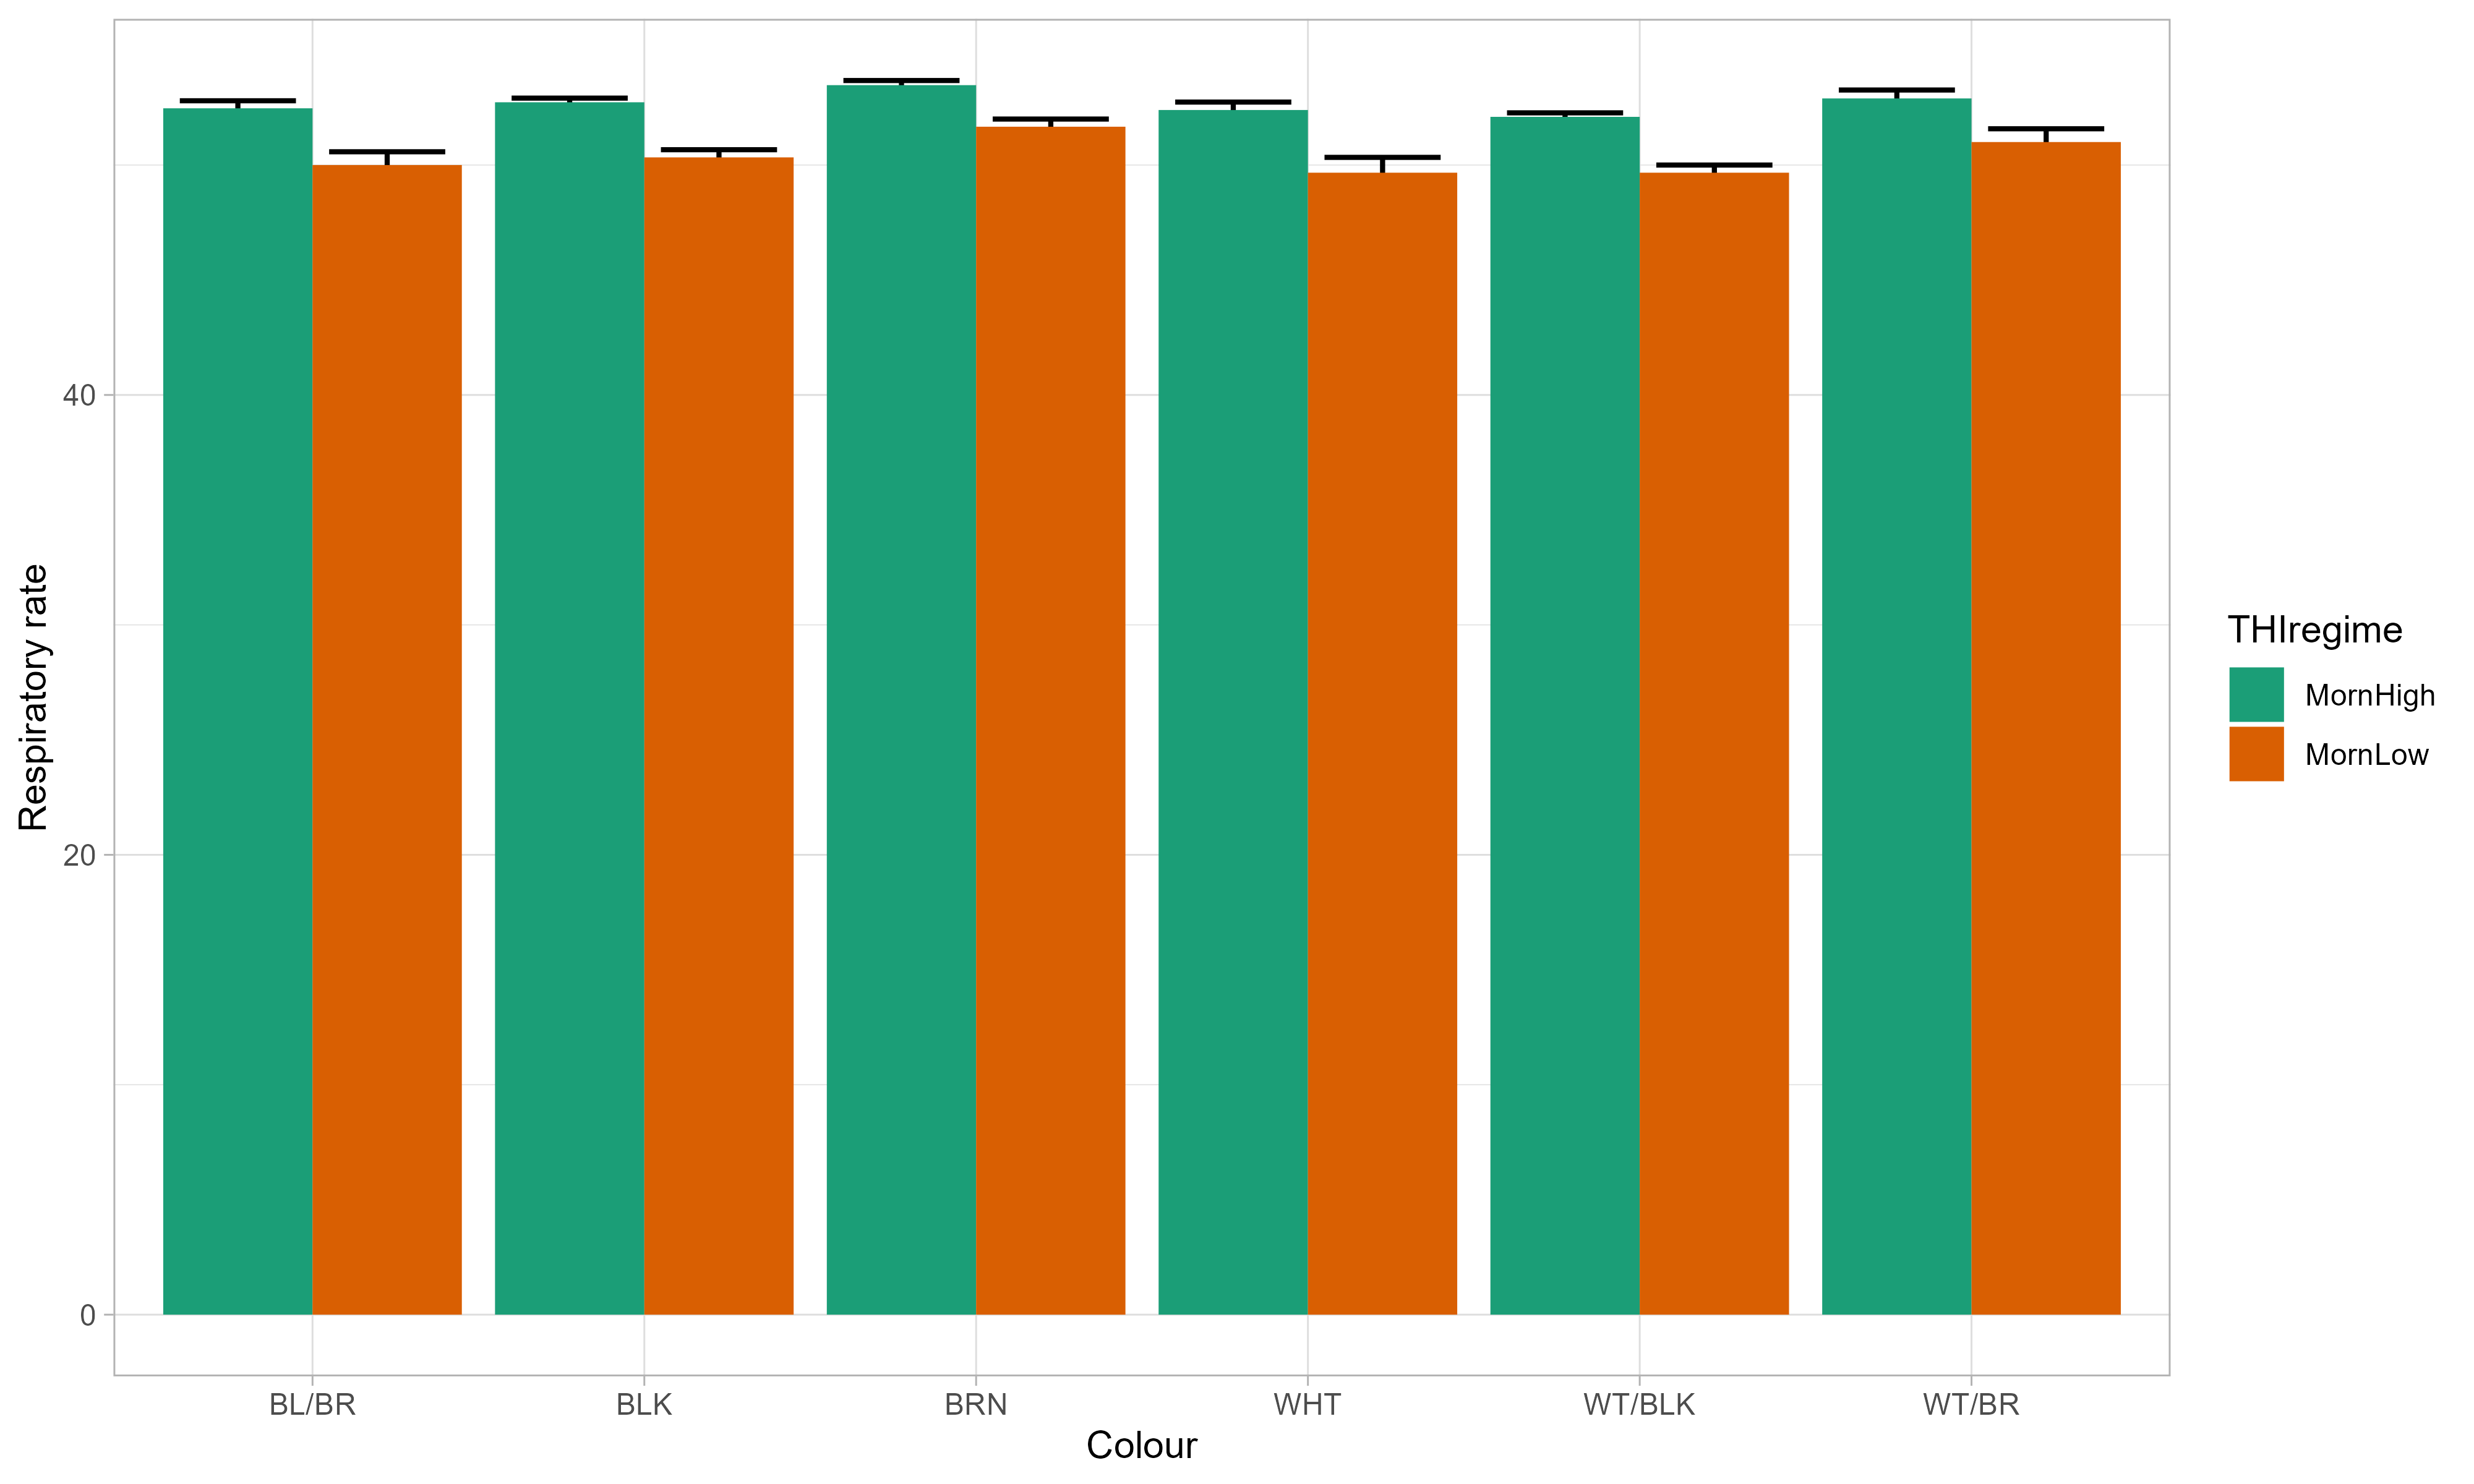 Respiratory rate
40
20
0
BL/BR BLK BRN WHT WT/BLK WT/BR
Colour
THIregime
MornHigh
MornLow